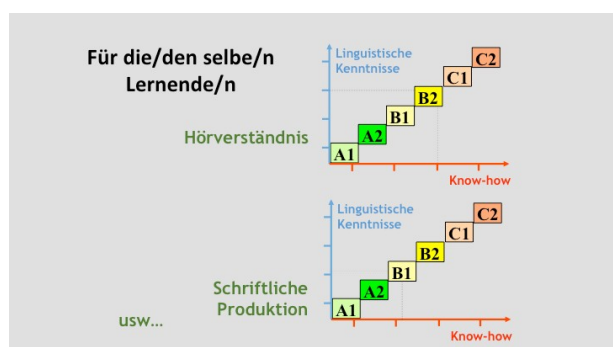 Für die/den selbe/n
Lernende/n
Linguistische
Kenntnisse
C2
C1
B2
B1
A2
A1
Hörverständnis
Know-how
Linguistische
Kenntnisse
C2
C1
B2
B1
A2
A1
Schriftliche
Produktion
usw...
Know-how